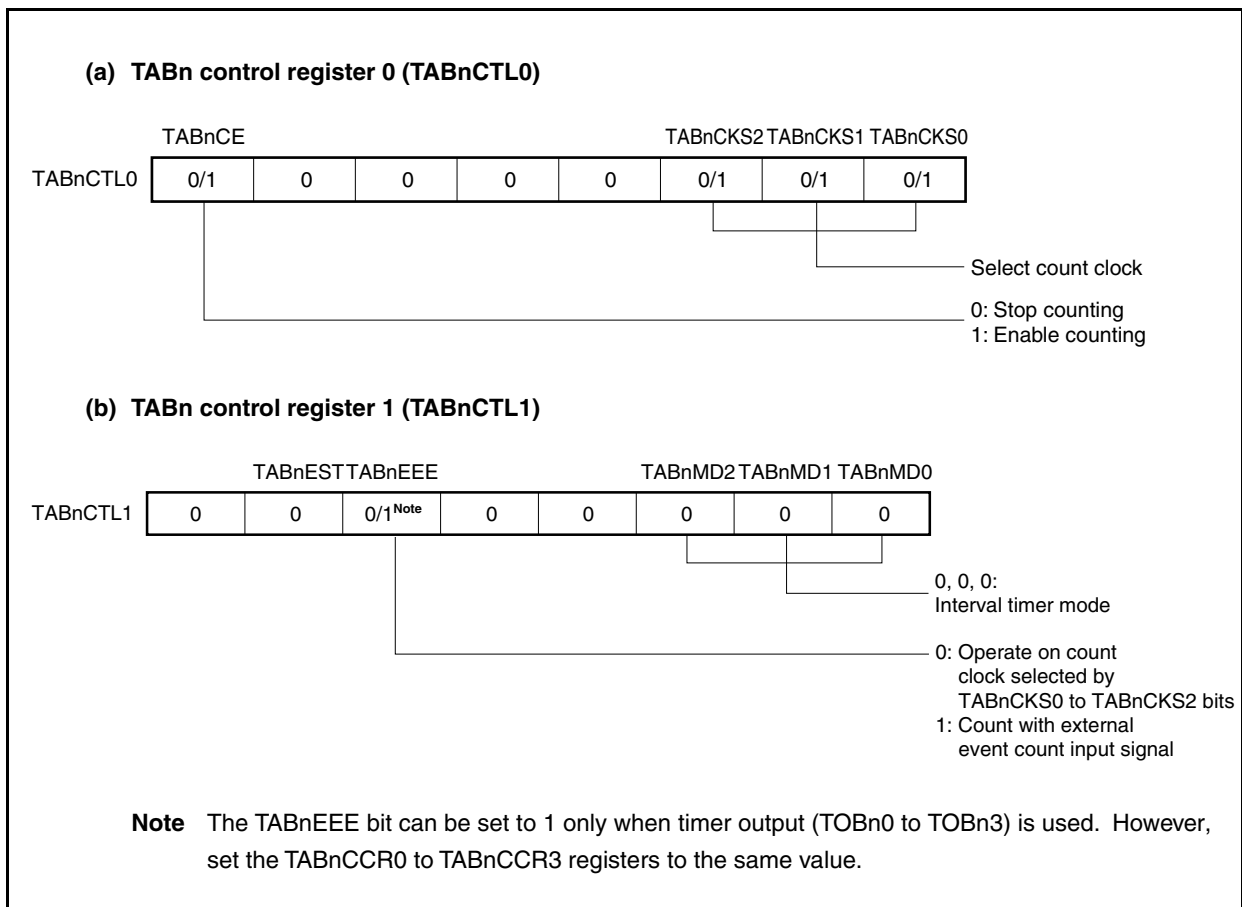 (a) TABn control register 0 (TABnCTL0)
TABnCE TABnCKS2 TABnCKS1 TABnCKS0
TABnCTL0 0/1 0 0 0 0 0/1 0/1 0/1
Select count clock
0: Stop counting
1: Enable counting
(b) TABn control register 1 (TABnCTL1)
TABnEST TABnEEE TABnMD2 TABnMD1 TABnMD0
TABnCTL1 0 0 0/1Note 0 0 0 0 0
0, 0, 0:
Interval timer mode
0: Operate on count
clock selected by
TABnCKS0 to TABnCKS2 bits
1: Count with external
event count input signal
Note The TABnEEE bit can be set to 1 only when timer output (TOBn0 to TOBn3) is used. However,
set the TABnCCR0 to TABnCCR3 registers to the same value.